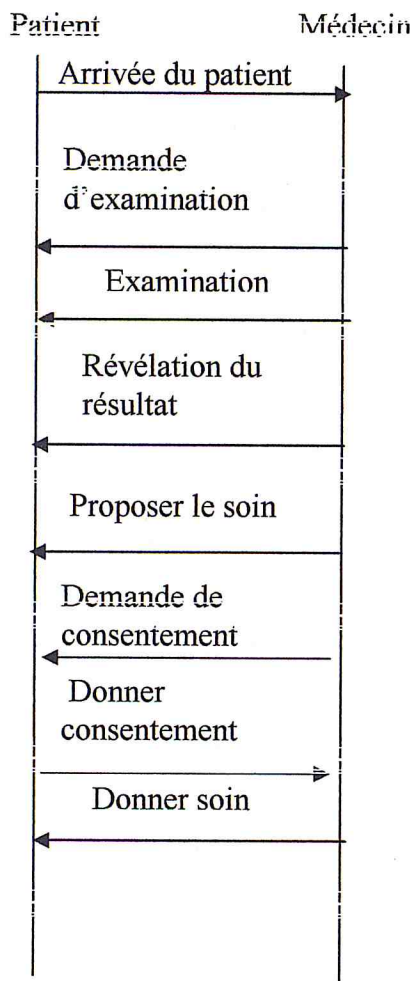 Patient Médecin
Arrivée du patient
Demande
d'examination
Examination
Révélation du
résultat
Proposer le soin
Demande de
consentement
Donner
consentement
Donner soin